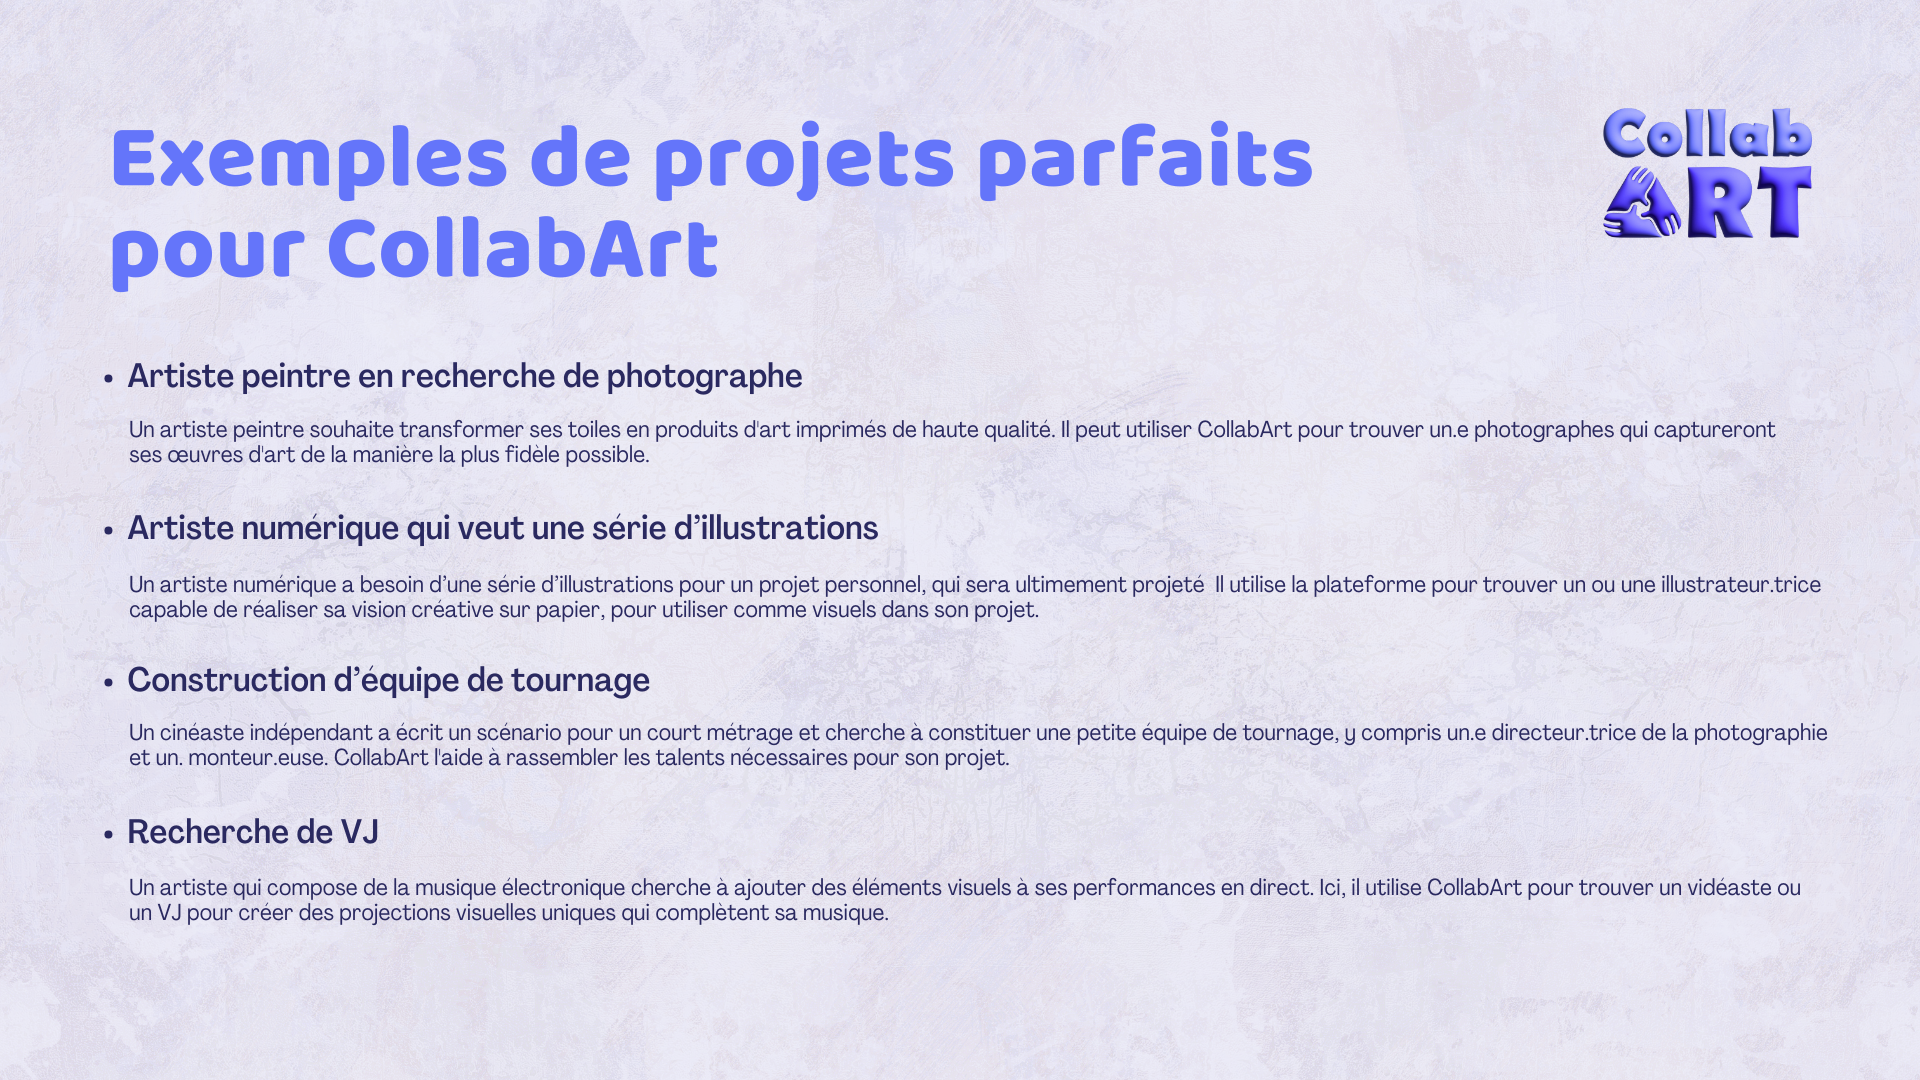 Exemples de projets parfaits
pour CollabArt
Collab
ART
• Artiste peintre en recherche de photographe
Un artiste peintre souhaite transformer ses toiles en produits d'art imprimés de haute qualité. Il peut utiliser CollabArt pour trouver un.e photographes qui captureront
ses œuvres d'art de la manière la plus fidèle possible.
• Artiste numérique qui veut une série d’illustrations
Un artiste numérique a besoin d’une série d’illustrations pour un projet personnel, qui sera ultimement projeté  Il utilise la plateforme pour trouver un ou une illustrateur.trice
capable de réaliser sa vision créative sur papier, pour utiliser comme visuels dans son projet.
• Construction d’équipe de tournage
Un cinéaste indépendant a écrit un scénario pour un court métrage et cherche à constituer une petite équipe de tournage, y compris un.e directeur.trice de la photographie
et un. monteur.euse. CollabArt l'aide à rassembler les talents nécessaires pour son projet.
• Recherche de VJ
Un artiste qui compose de la musique électronique cherche à ajouter des éléments visuels à ses performances en direct. Ici, il utilise CollabArt pour trouver un vidéaste ou
un VJ pour créer des projections visuelles uniques qui complètent sa musique.